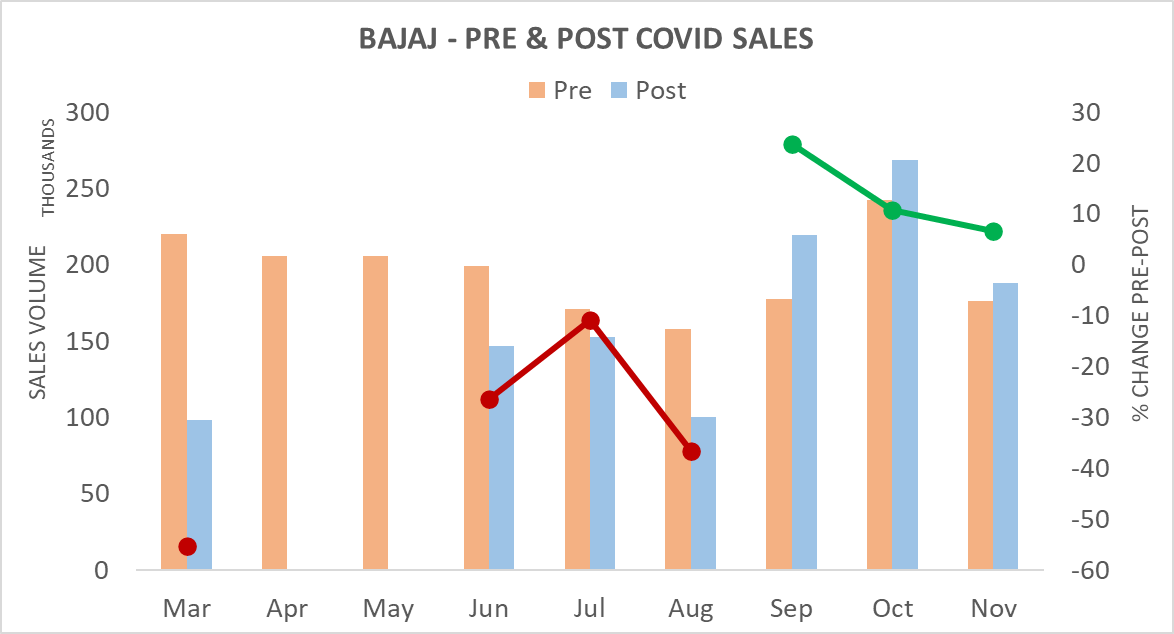 BAJAJ - PRE & POST COVID SALES
Pre Post
THOUSANDS
SALES VOLUME
300
250
200
150
100
50
0
30
20
10
0
-10
-20
-30
-40
-50
-60
% CHANGE PRE-POST
Mar Apr May Jun Jul Aug Sep Oct Nov